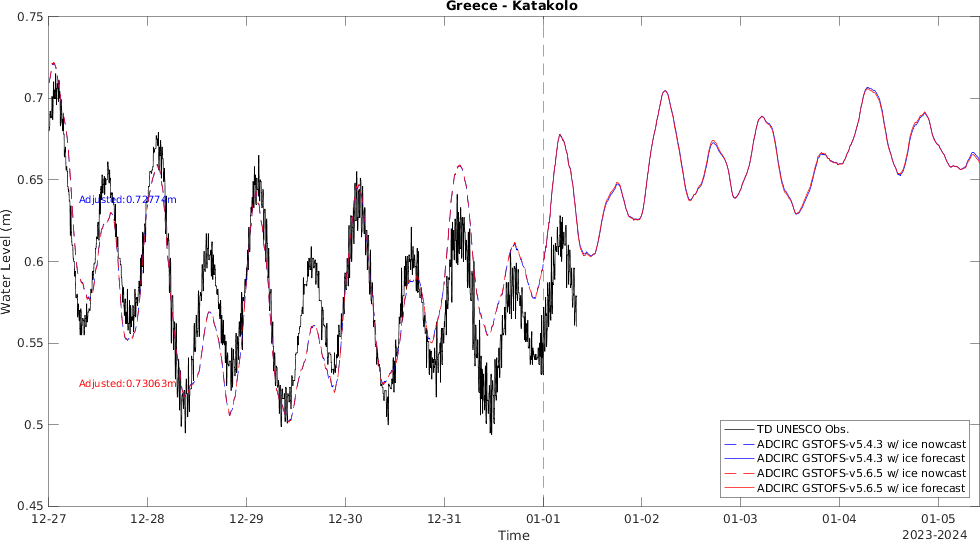 Greece - Katakolo
0.75
0.7
0.65
0.6
0.55
0.5
0.45
Water Level (m)
Adjusted:0.72774m
Adjusted:0.73063m
TD UNESCO Obs.
ADCIRC GSTOFS-v5.4.3 w/ ice nowcast
ADCIRC GSTOFS-v5.4.3 w/ ice forecast
ADCIRC GSTOFS-v5.6.5 w/ ice nowcast
ADCIRC GSTOFS-v5.6.5 w/ ice forecast
12-27 12-28 12-29 12-30 12-31 01-01 01-02 01-03 01-04 01-05
Time
2023-2024